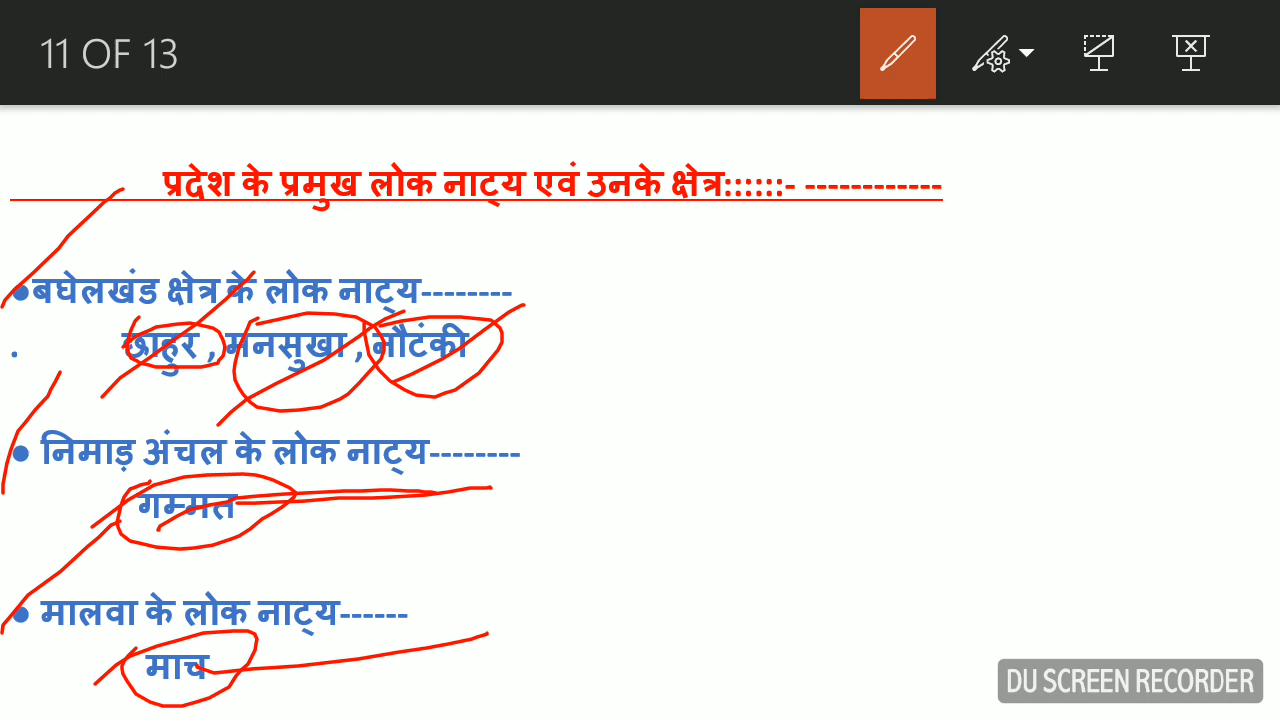 11 OF 13
प्रदेश के प्रमुख लोक नाट्य एवं उनके क्षेत्र::::::- ------------
●बघेलखंड क्षेत्र के लोक नाट्य--------
. छाहुर , मनसुखा , नौटंकी
● निमाड़ अंचल के लोक नाट्य--------
गम्मत
● मालवा के लोक नाट्य------
माच
DU SCREEN RECORDER